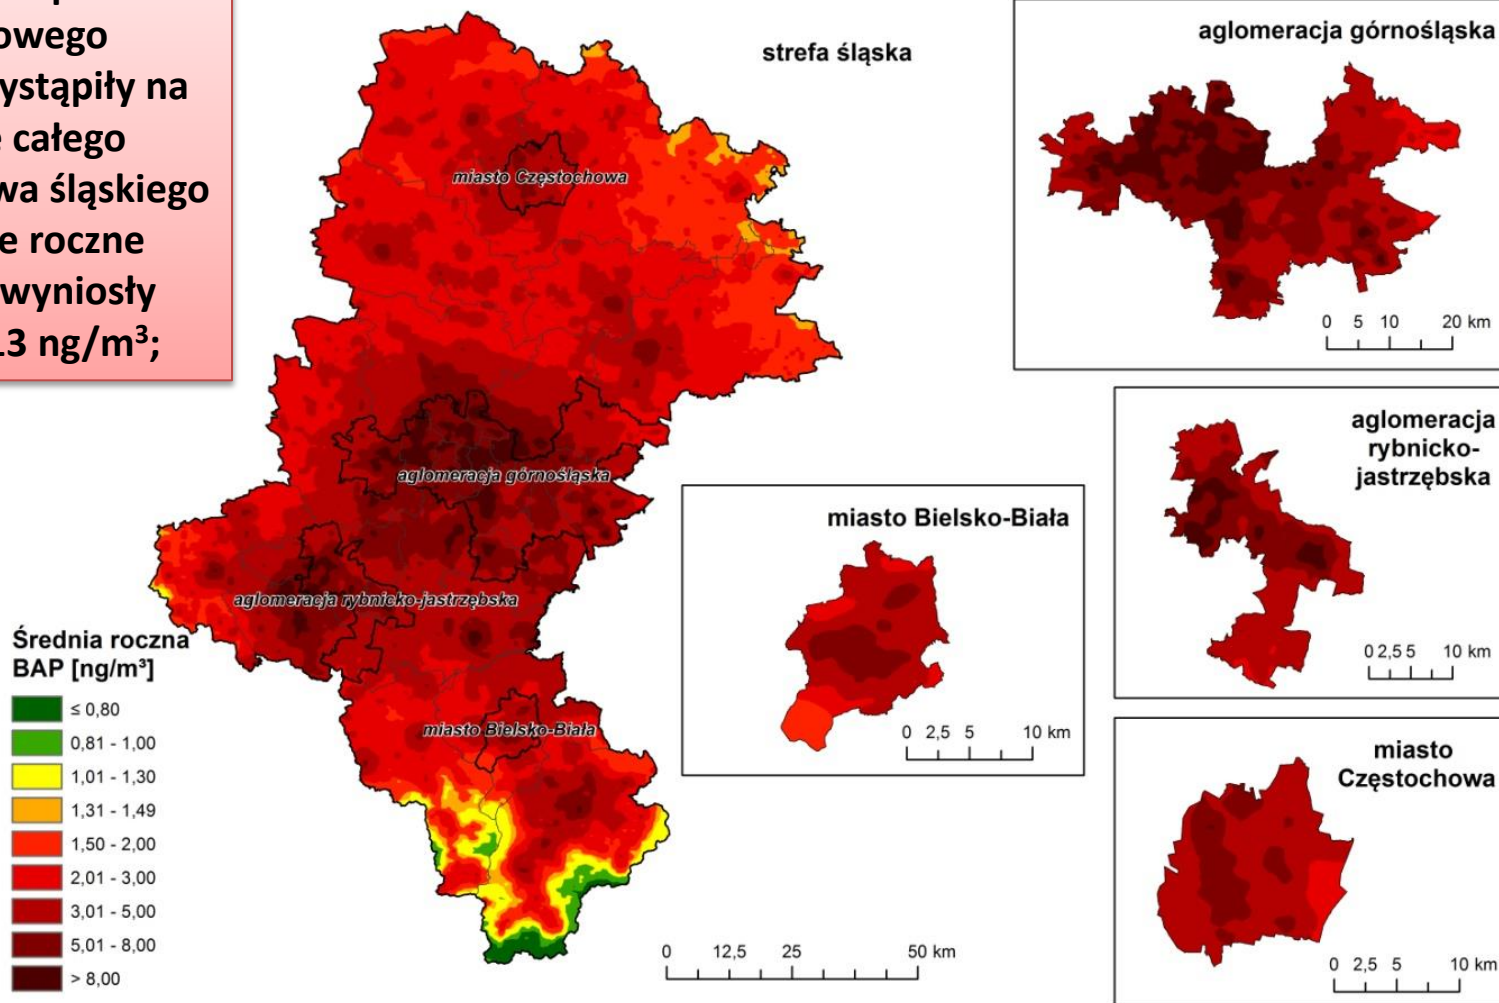 owego
ystąpiły na
całego
wa śląskiego
e roczne
wyniosły
13 ng/m³;
strefa śląska
miasto Częstochowa
aglomeracja górnośląska
aglomeracja rybnicko-jastrzębska
miasto Bielsko-Biała
Średnia roczna
BAP [ng/m³]
≤ 0,80
0,81 - 1,00
1,01 - 1,30
1,31 - 1,49
1,50 - 2,00
2,01 - 3,00
3,01 - 5,00
5,01 - 8,00
> 8,00
0 12,5 25 50 km
aglomeracja górnośląska
0 5 10 20 km
miasto Bielsko-Biała
0 2,5 5 10 km
aglomeracja
rybnicko-
jastrzębska
0 2,5 5 10 km
miasto
Częstochowa
0 2,5 5 10 km